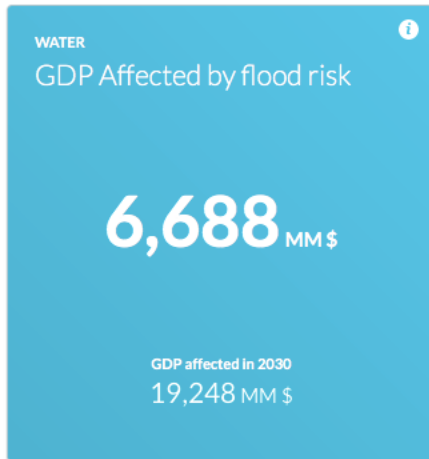 WATER
GDP Affected by flood risk
6,688 MM $
GDP affected in 2030
19,248 MM $